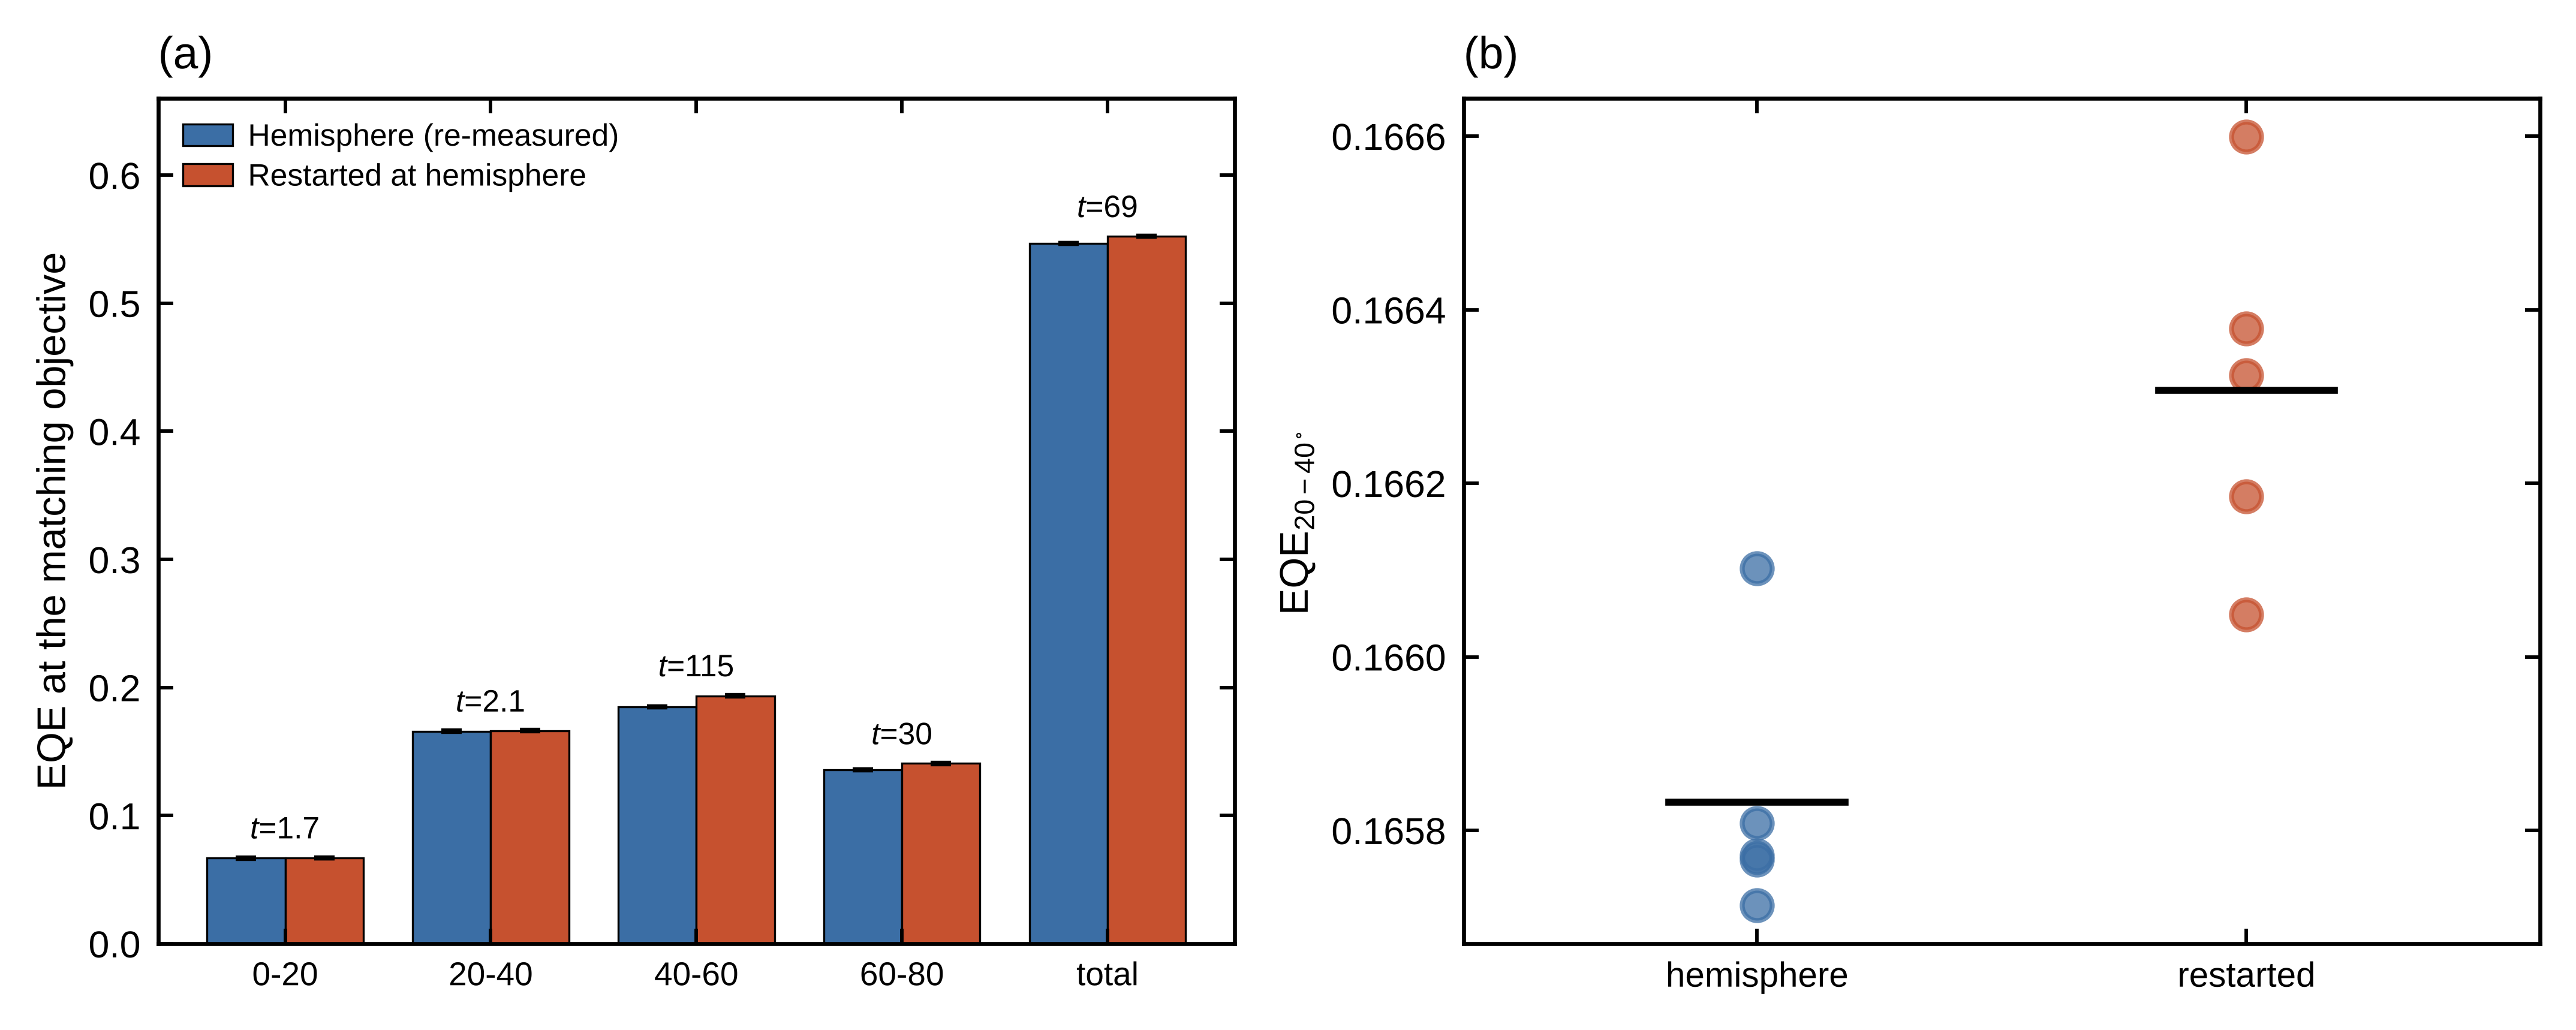 (a)
EQE at the matching objective
0.6
0.5
0.4
0.3
0.2
0.1
0.0
Hemisphere (re-measured)
Restarted at hemisphere
t=1.7
t=2.1
t=115
t=30
t=69
0-20
20-40
40-60
60-80
total
(b)
EQE20−40°
0.1666
0.1664
0.1662
0.1660
0.1658
hemisphere
restarted